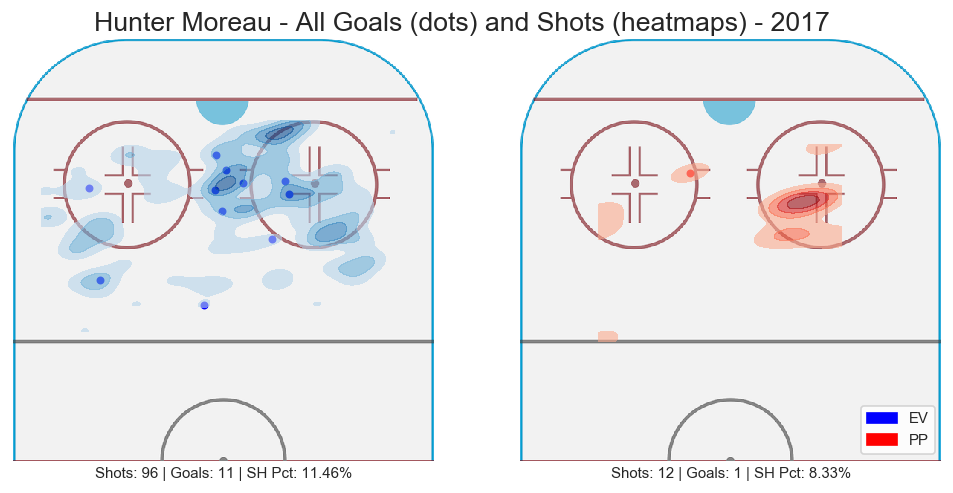 Hunter Moreau - All Goals (dots) and Shots (heatmaps) - 2017
EV
PP
Shots: 96 | Goals: 11 | SH Pct: 11.46%
Shots: 12 | Goals: 1 | SH Pct: 8.33%